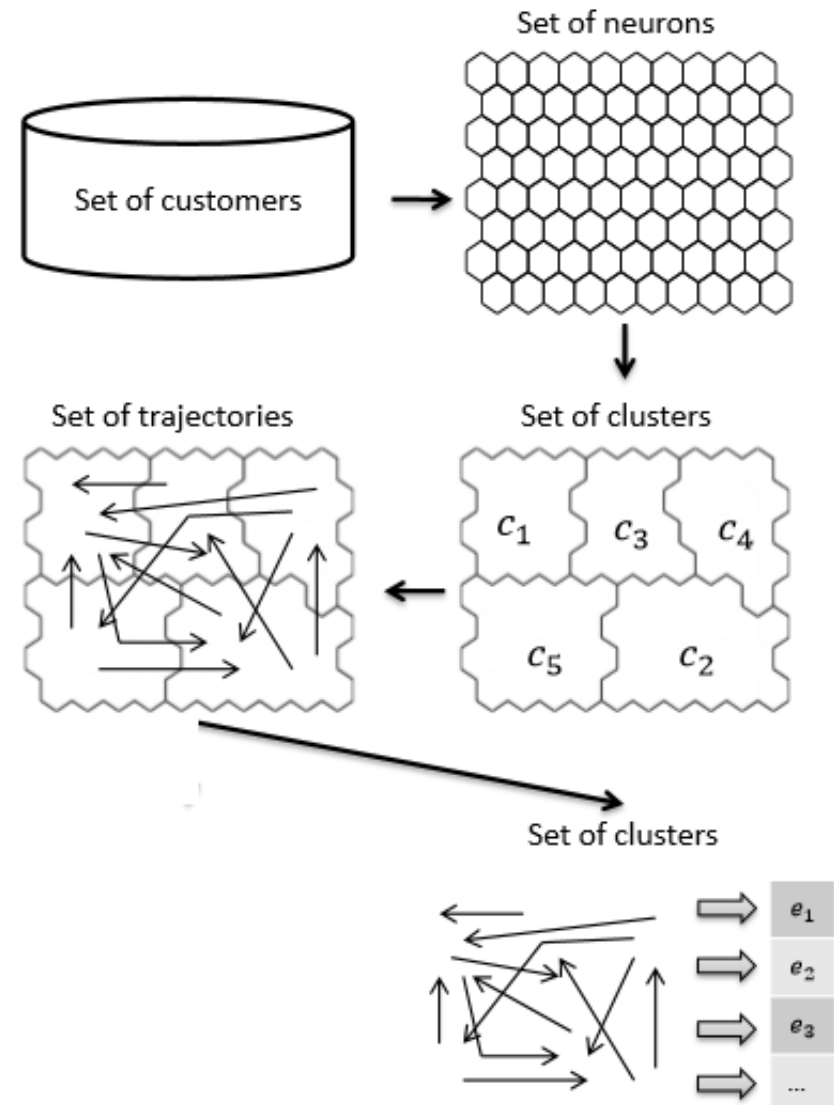 Set of neurons
Set of customers
Set of trajectories
Set of clusters
c₁
c₃
c₄
c₅
c₂
Set of clusters
e₁
e₂
e₃
...